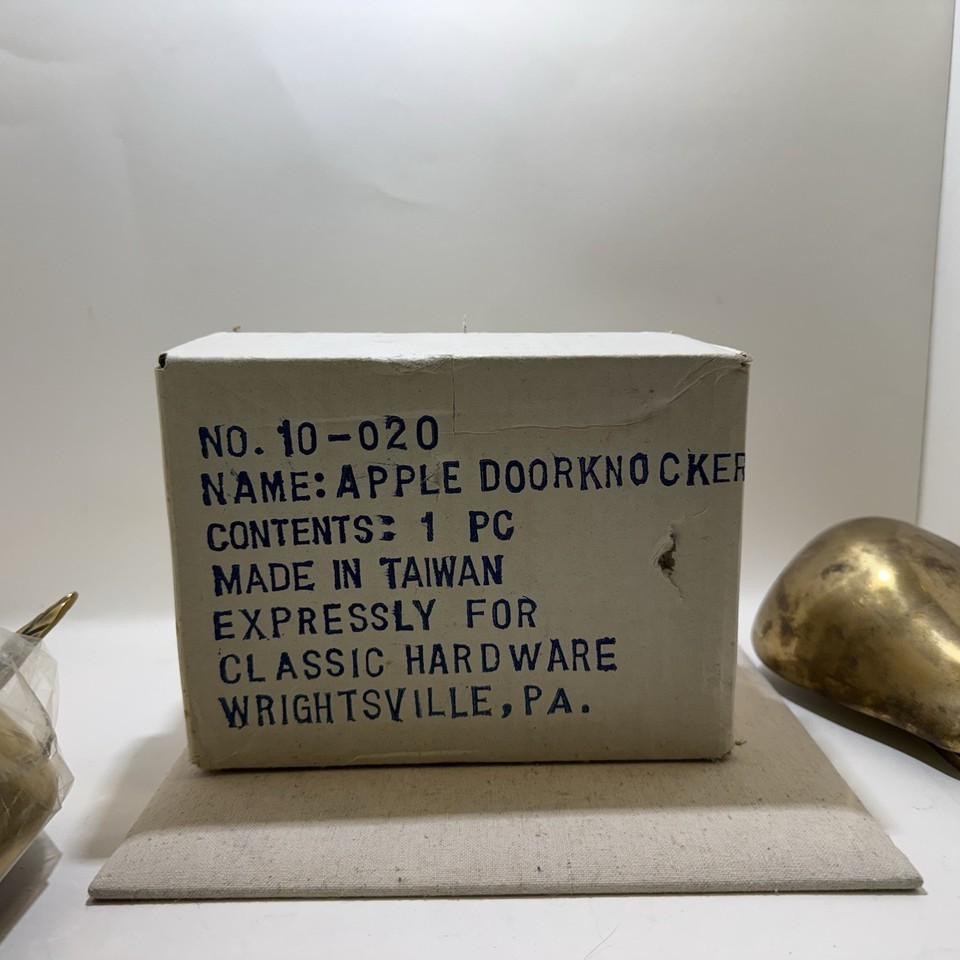 NO. 10-020
NAME: APPLE DOORKNOCKER
CONTENTS: 1 PC
MADE IN TAIWAN
EXPRESSLY FOR
CLASSIC HARDWARE
WRIGHTSVILLE, PA.